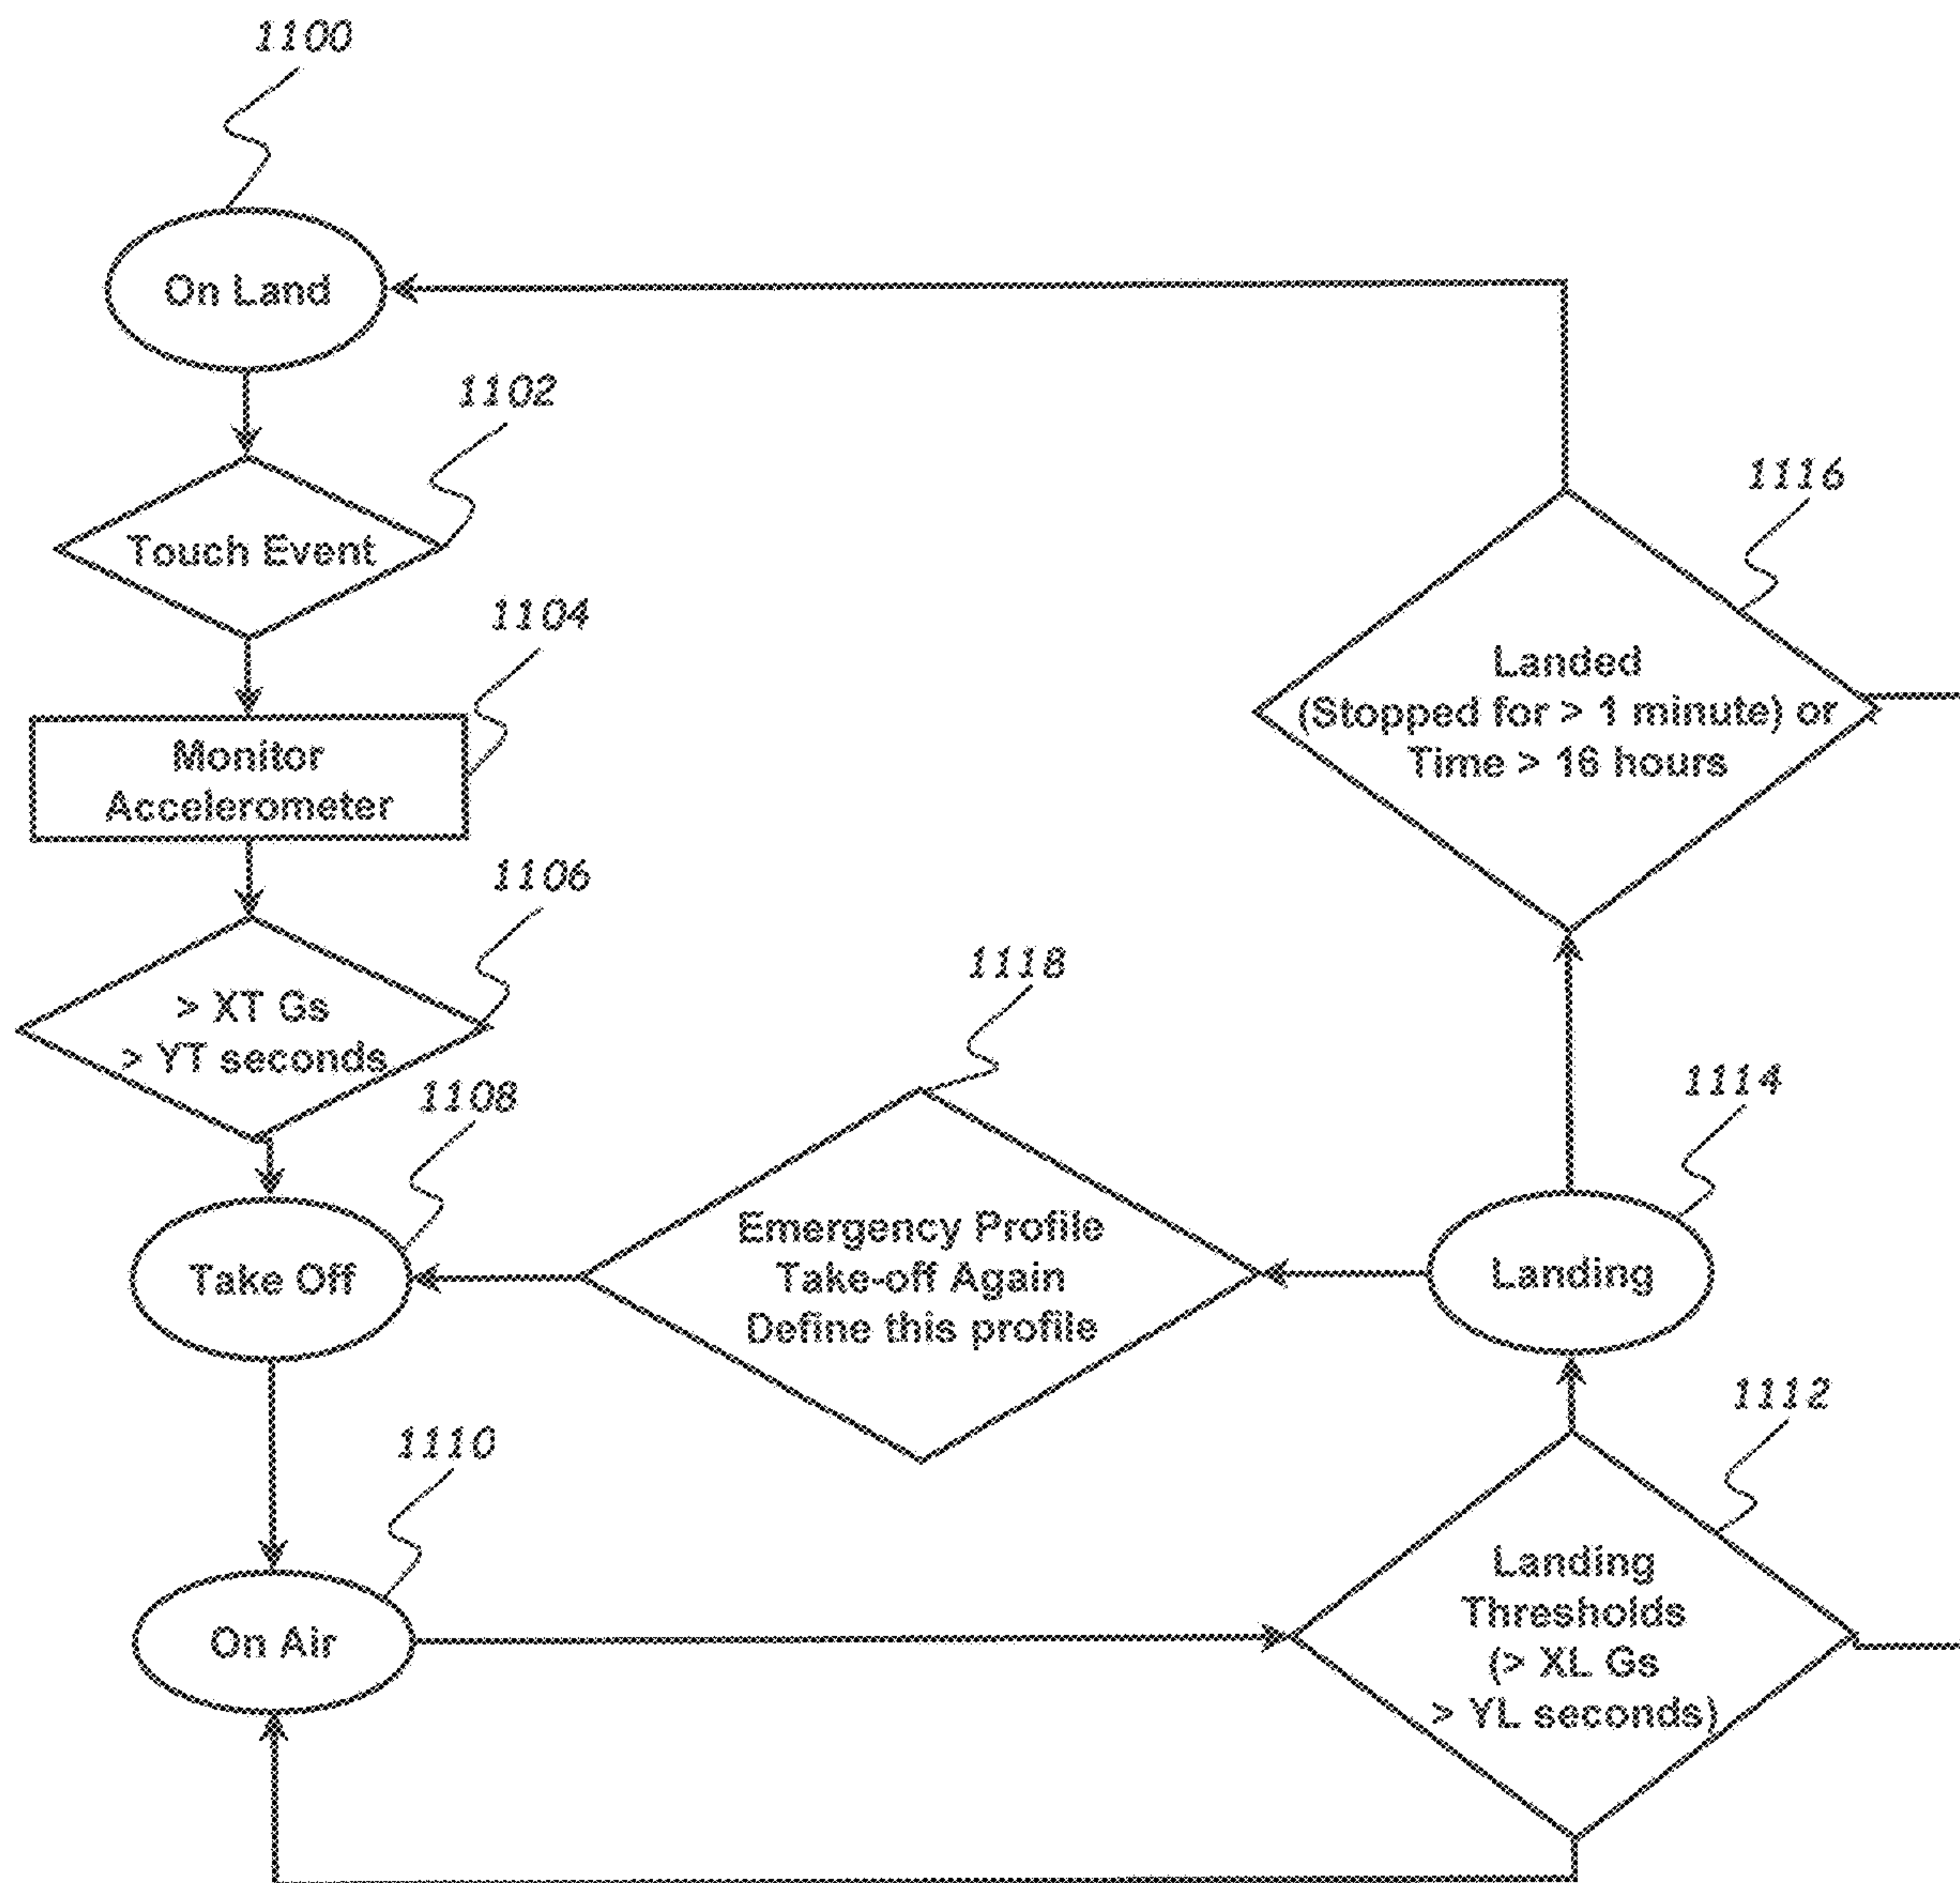 1100
On Land
1102
Touch Event
1104
Monitor
Accelerometer
1106
> XT Gs
> YT seconds
1108
Take Off
1110
On Air
1118
Emergency Profile
Take-off Again
Define this profile
1116
Landed
(Stopped for > 1 minute) or
Time > 16 hours
1114
Landing
1112
Landing
Thresholds
(> XL Gs
> YL seconds)